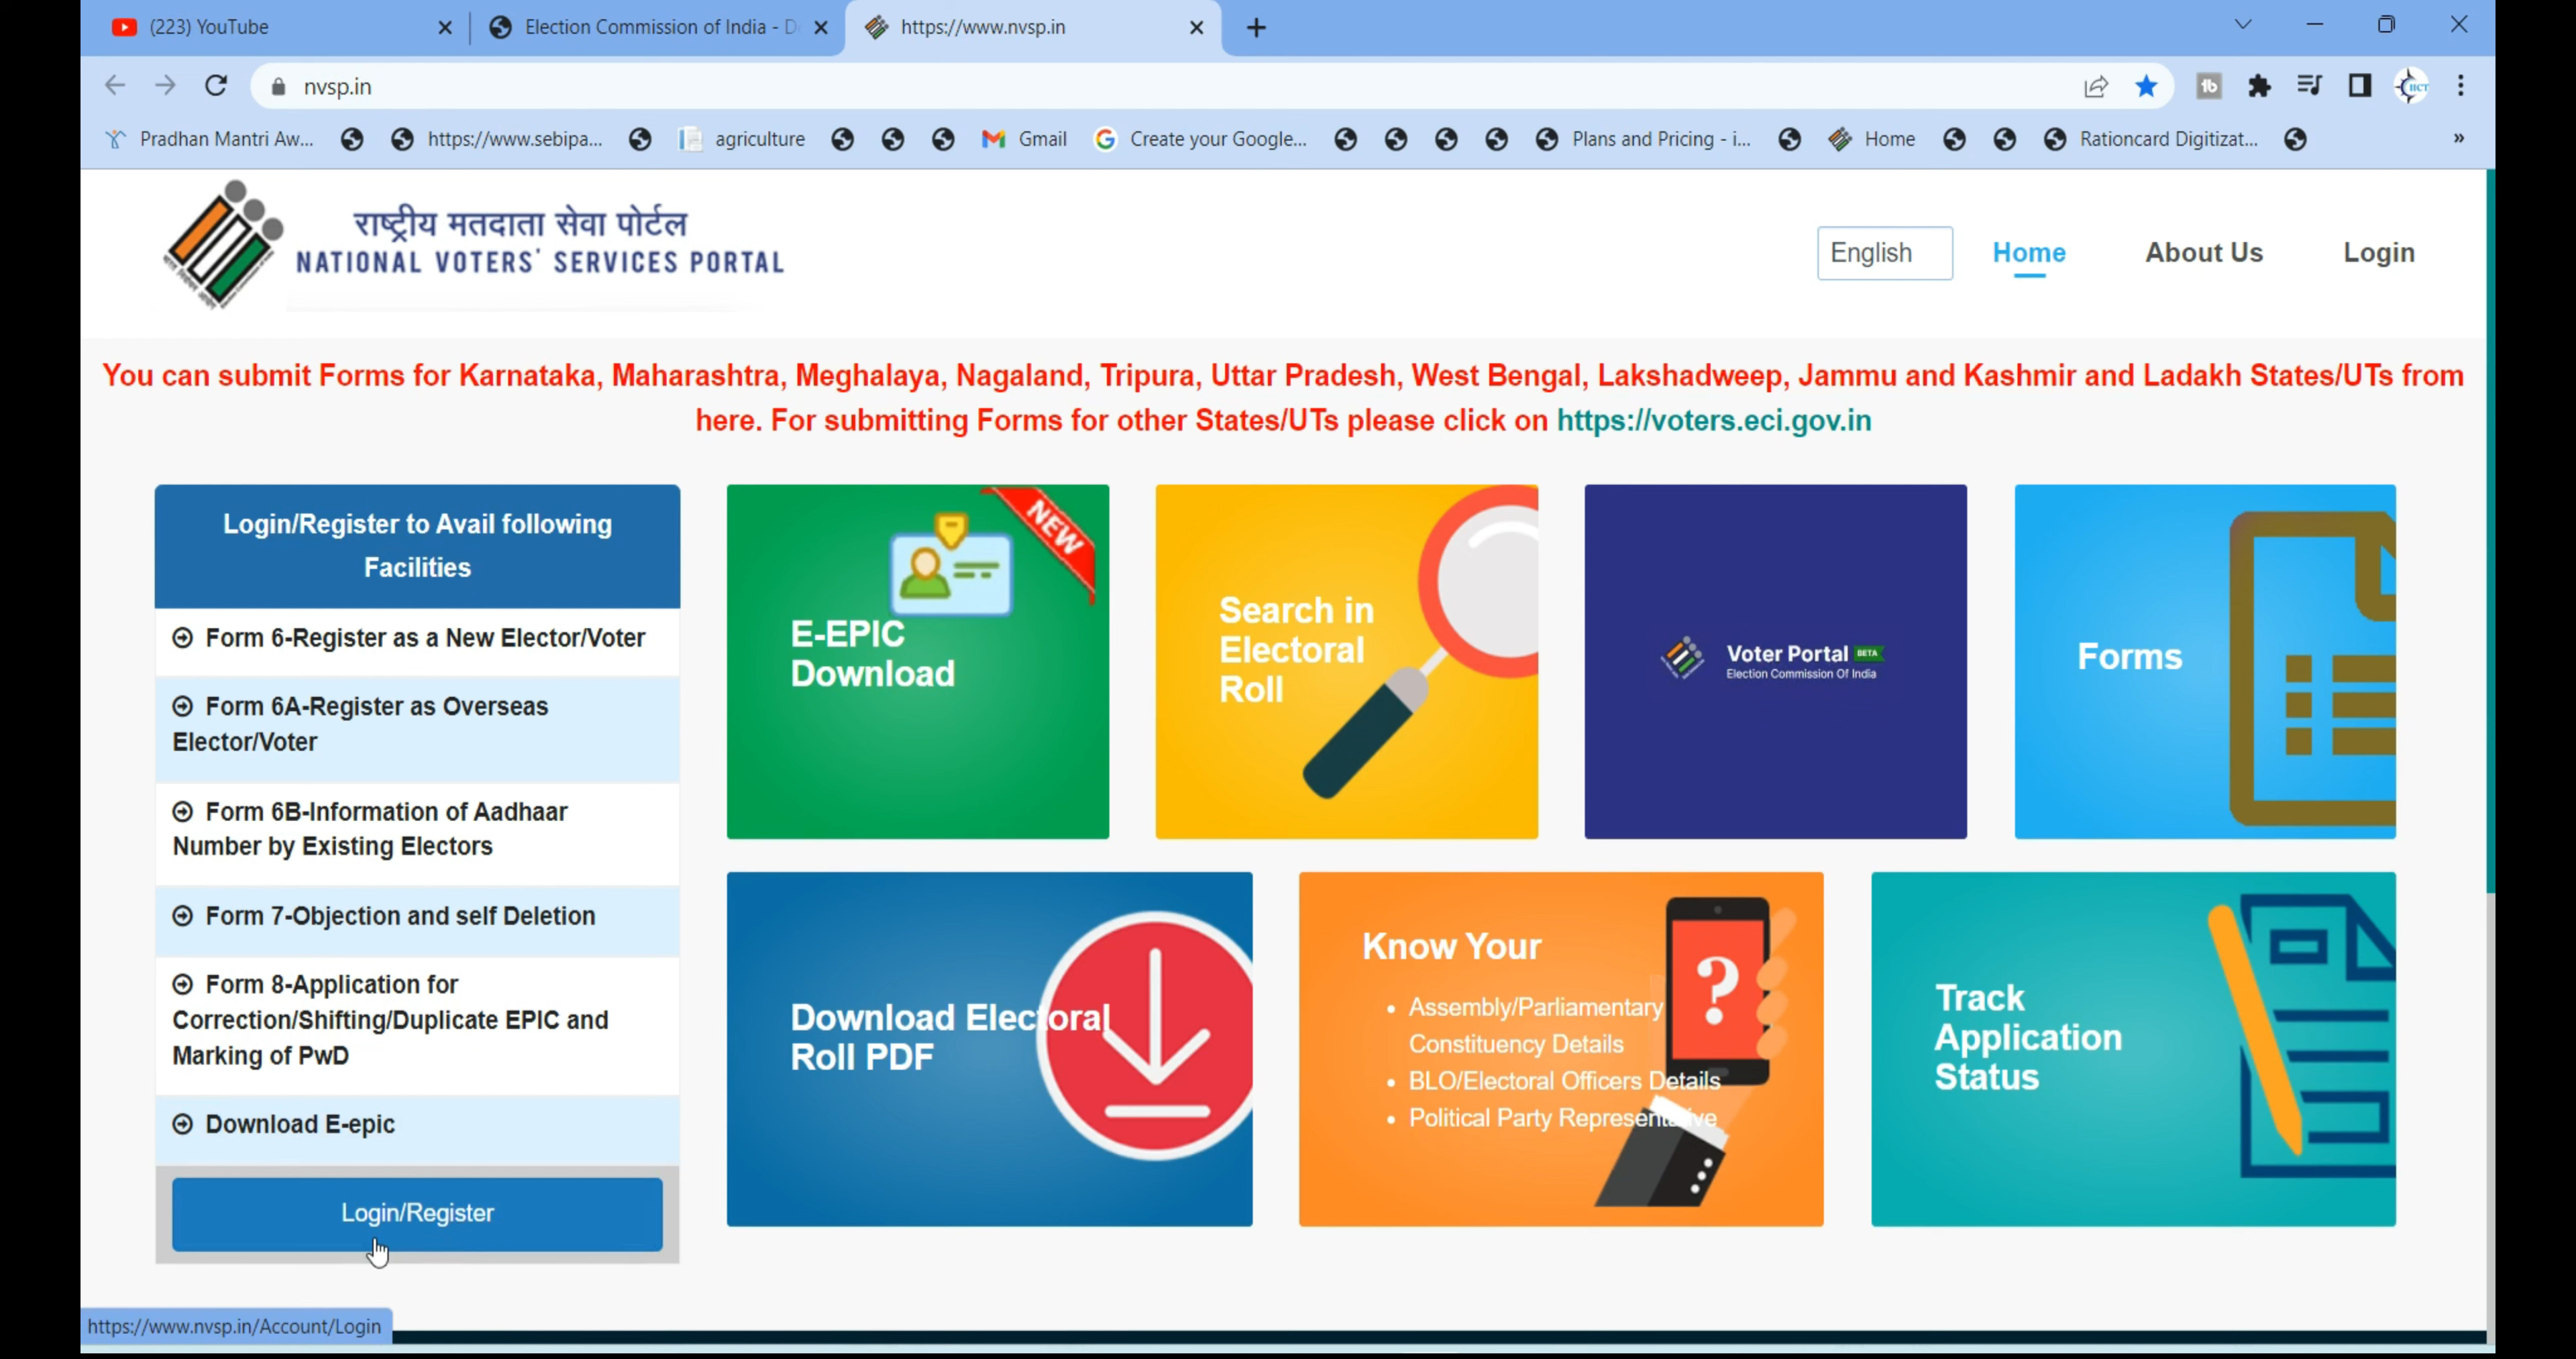 (223) YouTube
Election Commission of India - D
https://www.nvsp.in
nvsp.in
Pradhan Mantri Aw...
https://www.sebipa...
agriculture
Gmail
Create your Google...
Plans and Pricing - i...
Home
Rationcard Digitizat...
राष्ट्रीय मतदाता सेवा पोर्टल
NATIONAL VOTERS' SERVICES PORTAL
English
Home
About Us
Login
You can submit Forms for Karnataka, Maharashtra, Meghalaya, Nagaland, Tripura, Uttar Pradesh, West Bengal, Lakshadweep, Jammu and Kashmir and Ladakh States/UTs from
here. For submitting Forms for other States/UTs please click on https://voters.eci.gov.in
Login/Register to Avail following
Facilities
Form 6-Register as a New Elector/Voter
Form 6A-Register as Overseas
Elector/Voter
Form 6B-Information of Aadhaar
Number by Existing Electors
Form 7-Objection and self Deletion
Form 8-Application for
Correction/Shifting/Duplicate EPIC and
Marking of PwD
Download E-epic
Login/Register
NEW
E-EPIC
Download
Search in
Electoral
Roll
Voter Portal BETA
Election Commission Of India
Forms
Download Electoral
Roll PDF
Know Your
• Assembly/Parliamentary
Constituency Details
• BLO/Electoral Officers Details
• Political Party Representative
?
Track
Application
Status
https://www.nvsp.in/Account/Login